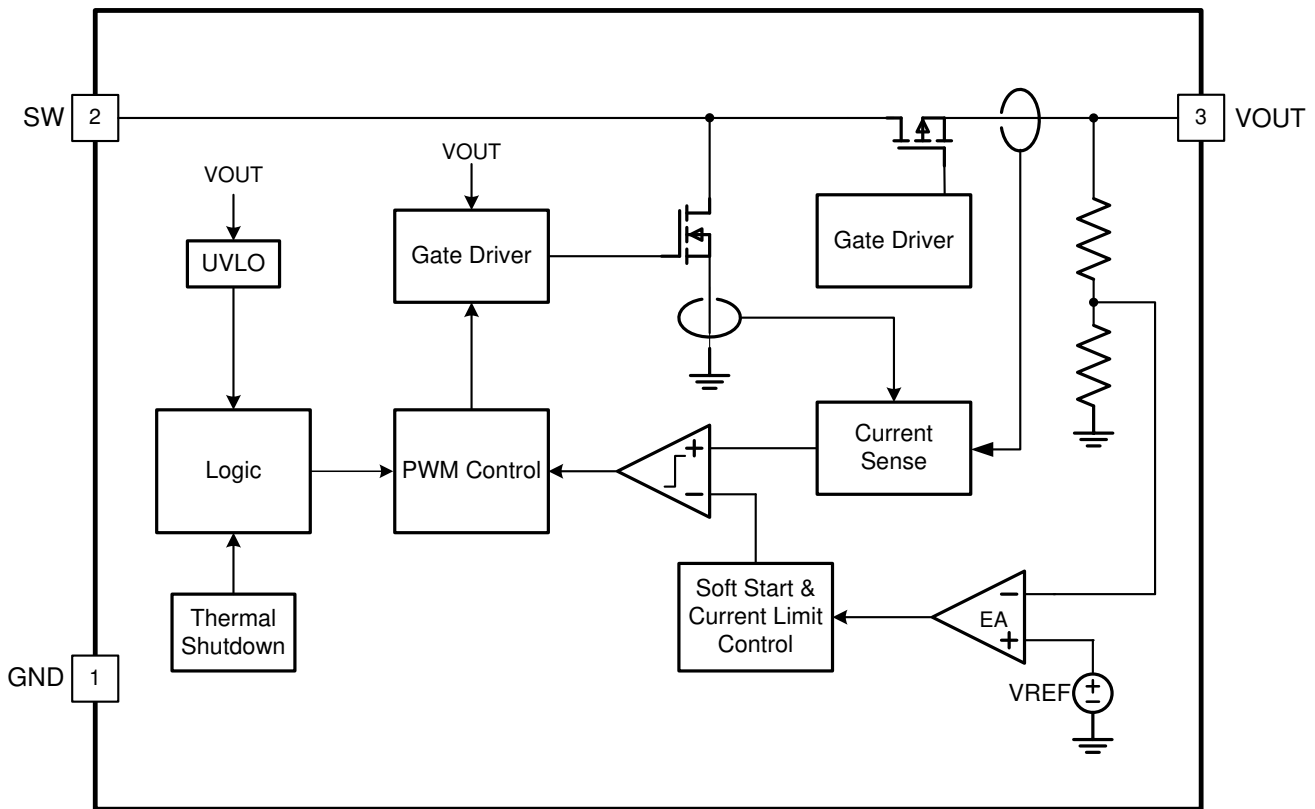 SW
2
3
VOUT
VOUT
VOUT
Gate Driver
Gate Driver
UVLO
Logic
PWM Control
+
−
Current
Sense
Thermal
Shutdown
Soft Start &
Current Limit
Control
−
EA
+
GND
1
VREF
+
−